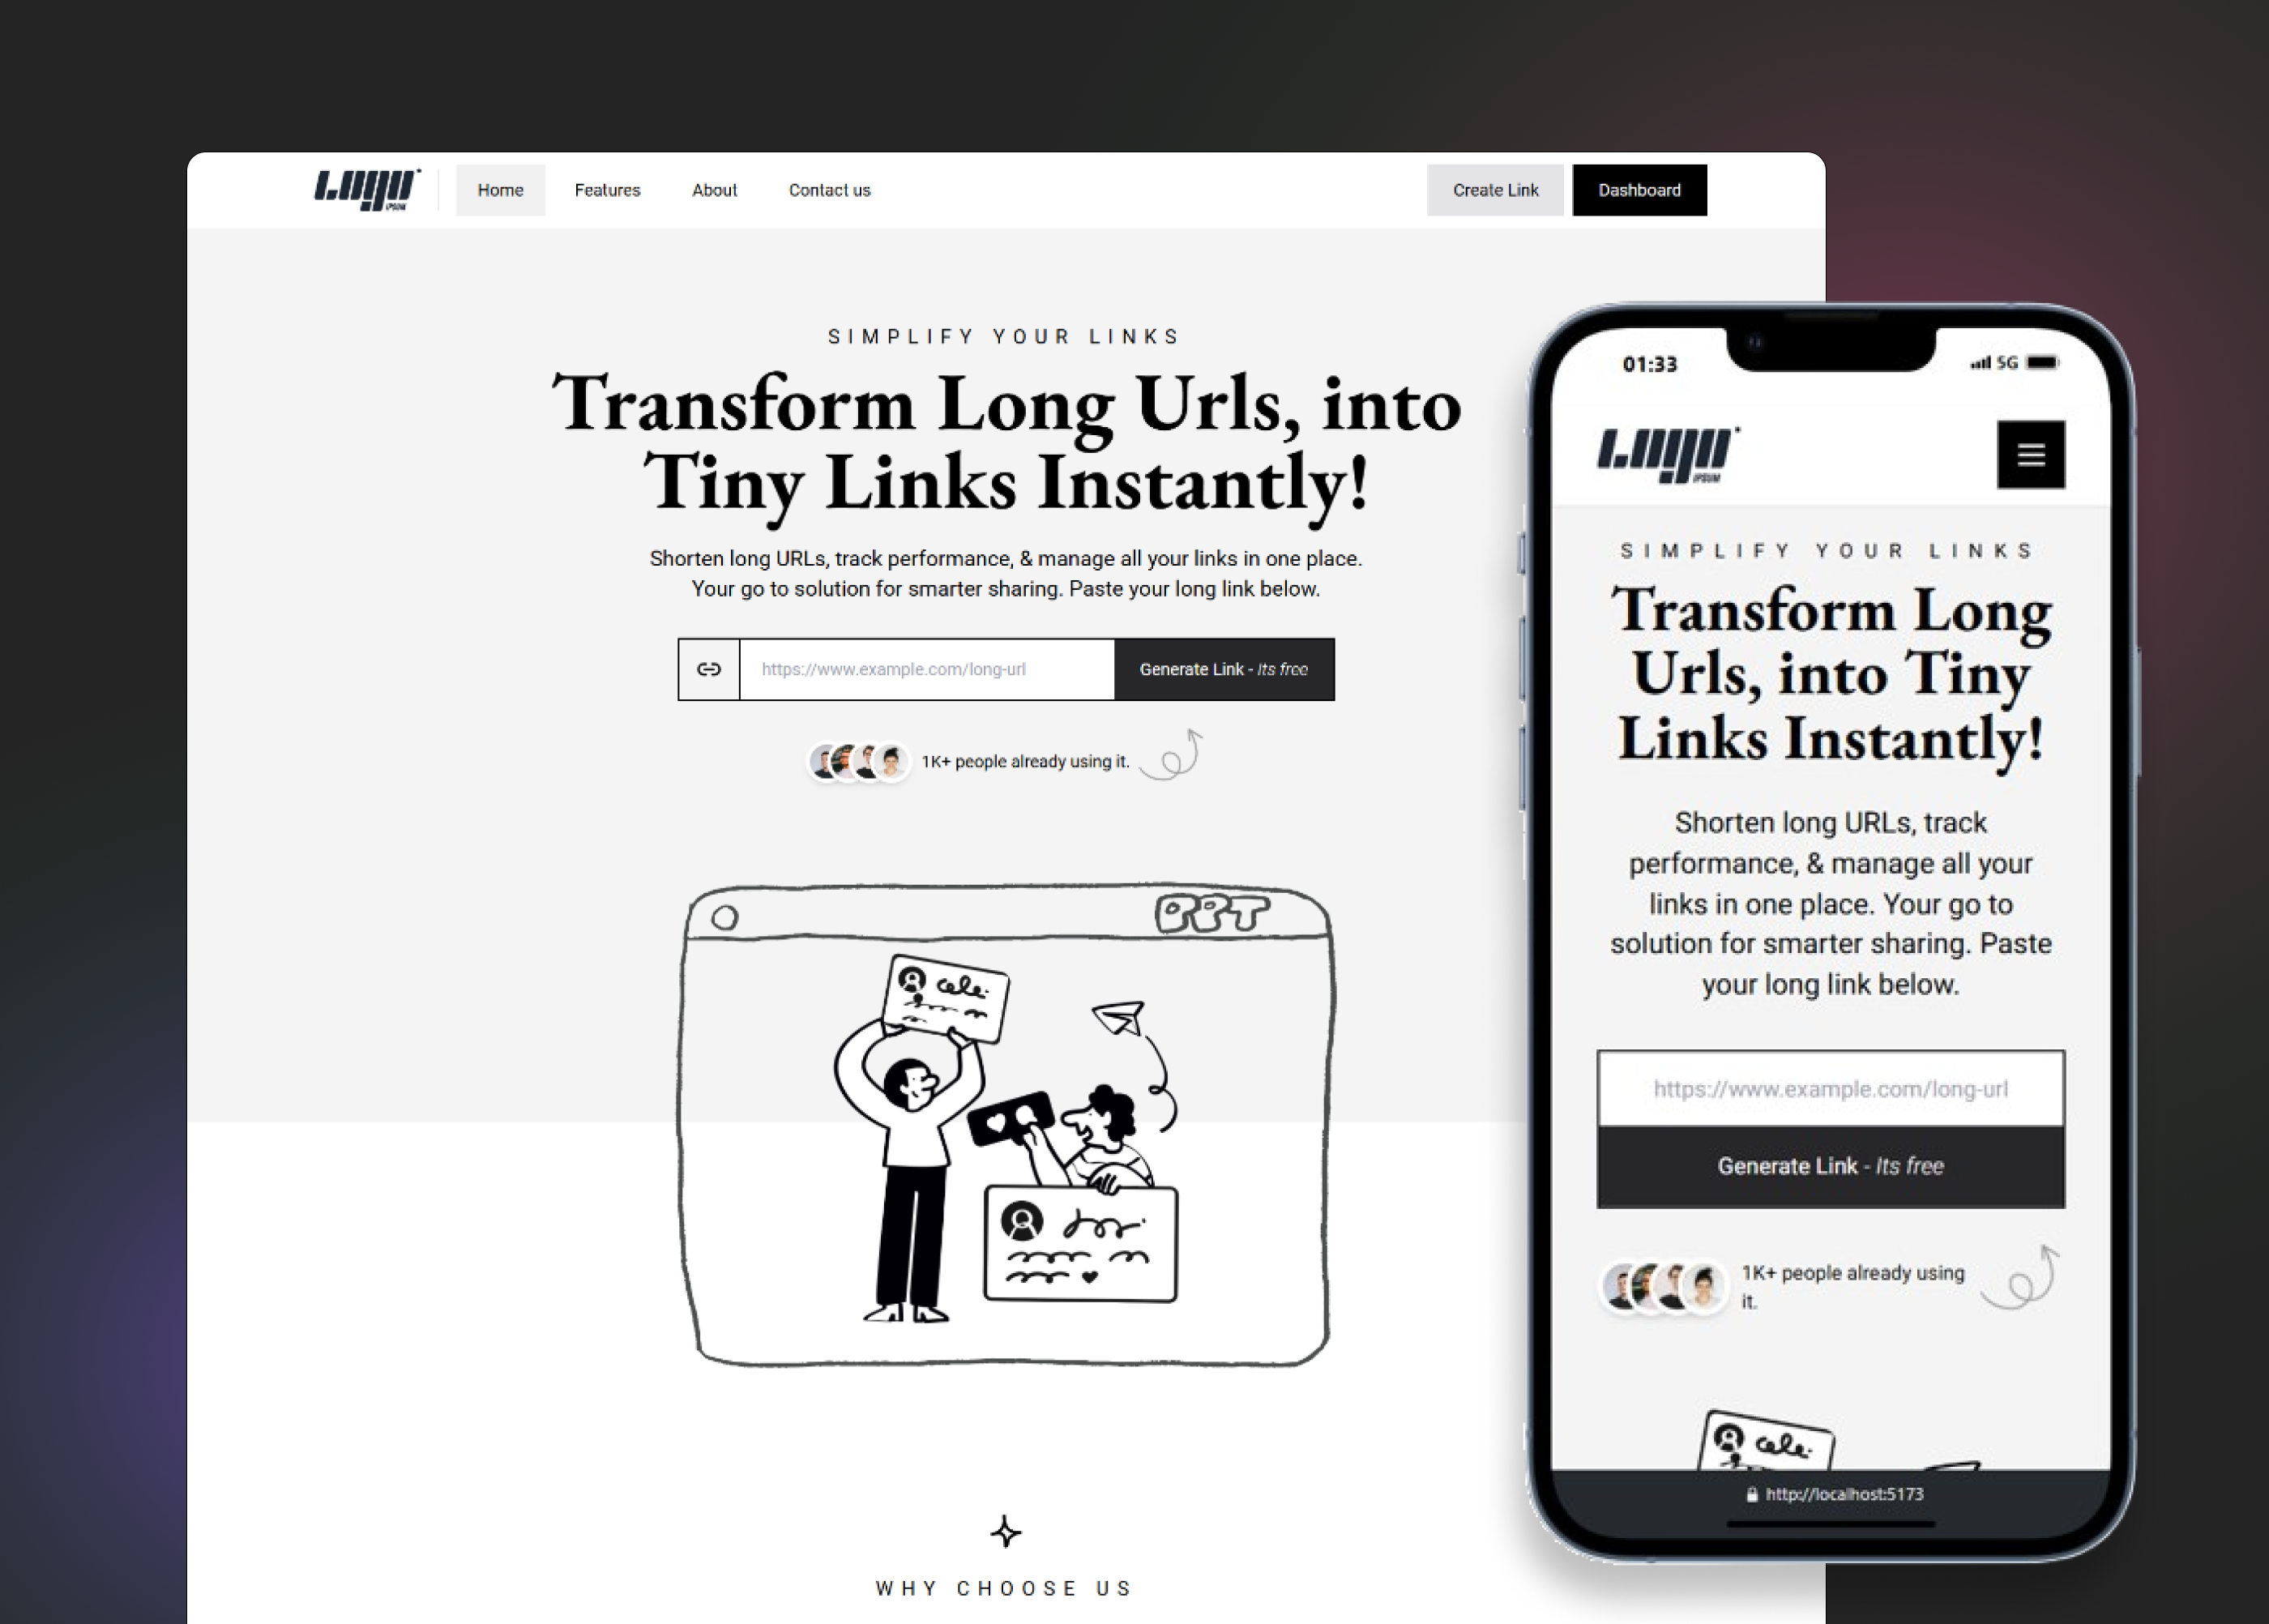 LOGO
IPSUM
Home
Features
About
Contact us
Create Link
Dashboard
SIMPLIFY YOUR LINKS
Transform Long Urls, into
Tiny Links Instantly!
Shorten long URLs, track performance, & manage all your links in one place.
Your go to solution for smarter sharing. Paste your long link below.
https://www.example.com/long-url
Generate Link - Its free
1K+ people already using it.
PPT
WHY CHOOSE US
01:33
5G
LOGO
IPSUM
SIMPLIFY YOUR LINKS
Transform Long
Urls, into Tiny
Links Instantly!
Shorten long URLs, track
performance, & manage all your
links in one place. Your go to
solution for smarter sharing. Paste
your long link below.
https://www.example.com/long-url
Generate Link - Its free
1K+ people already using
it.
http://localhost:5173